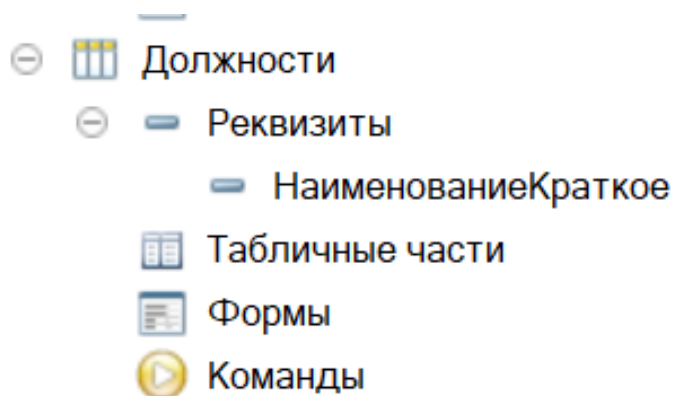 Должности
Реквизиты
НаименованиеКраткое
Табличные части
Формы
Команды